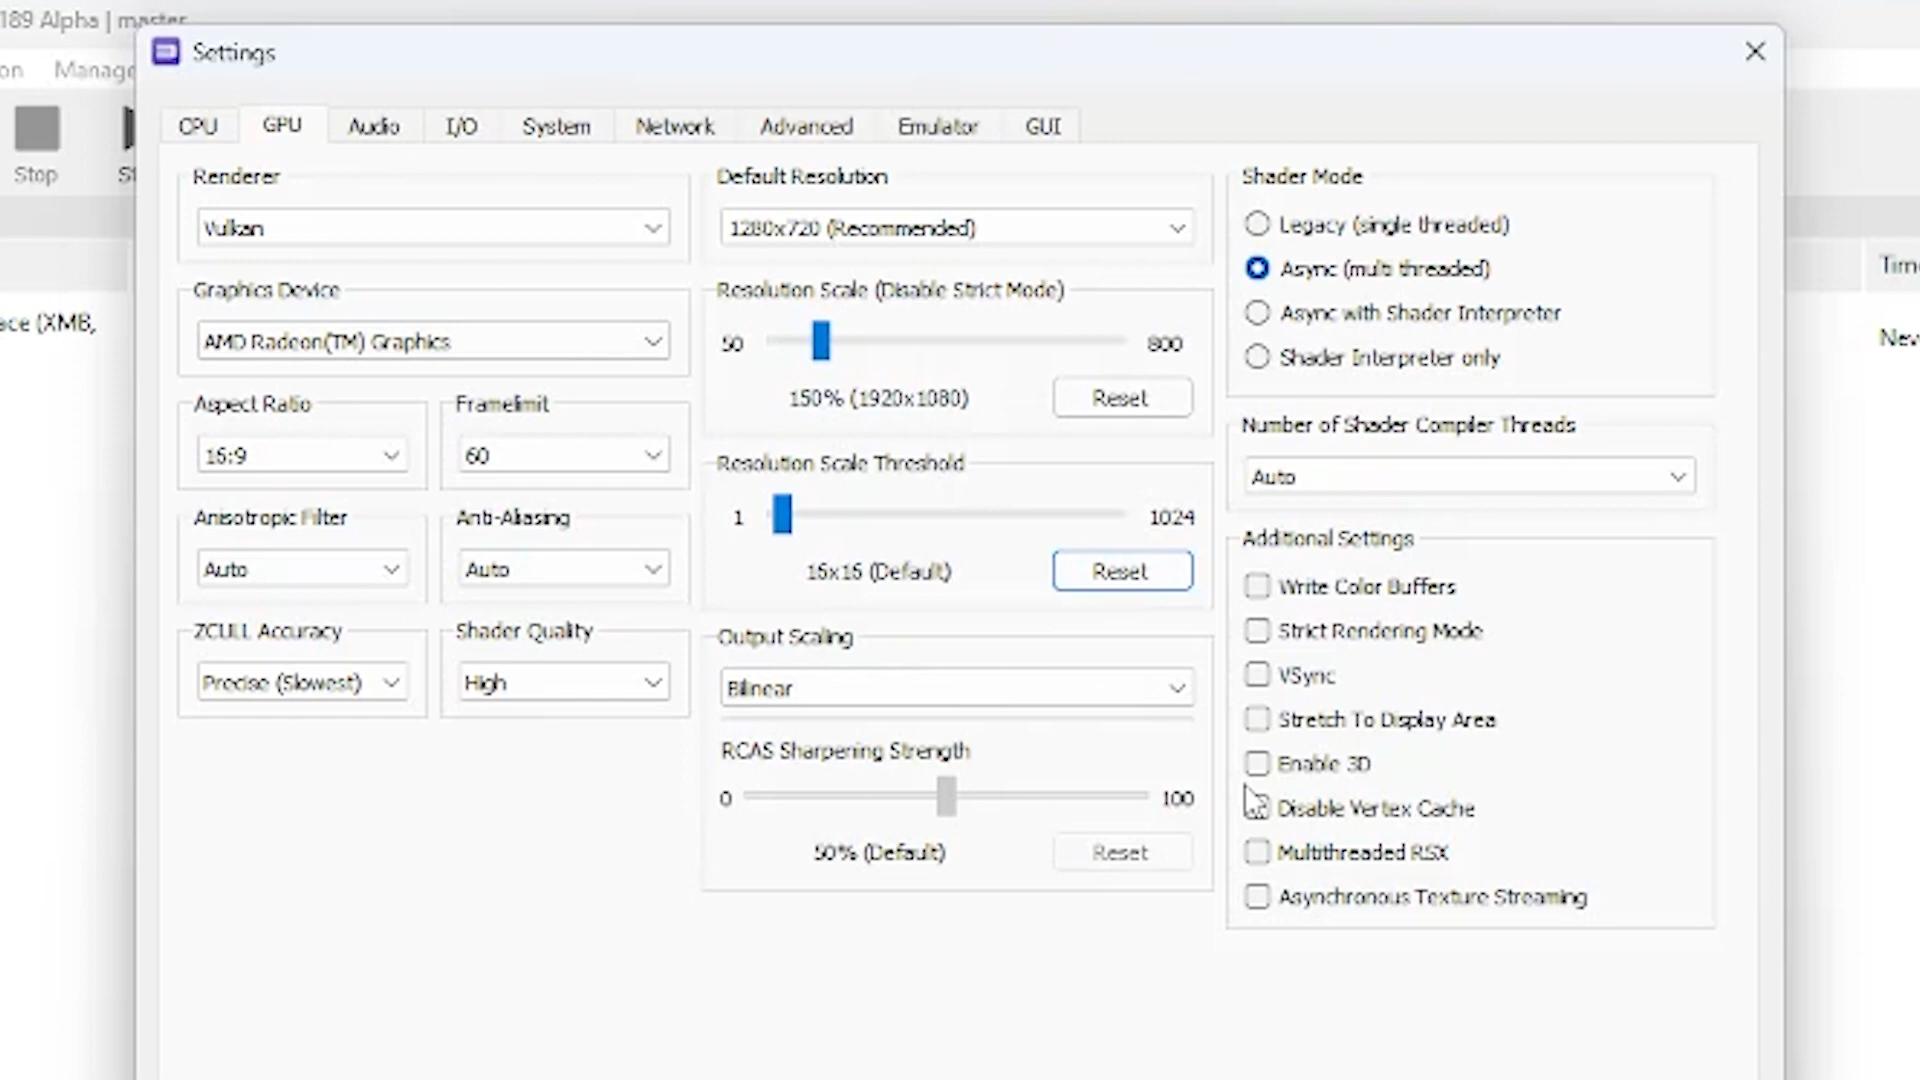 189 Alpha | master
Settings
on Manage
Stop
St
CPU GPU Audio I/O System Network Advanced Emulator GUI
Renderer
Vulkan
Graphics Device
AMD Radeon(TM) Graphics
Aspect Ratio
16:9
Framelimit
60
Anisotropic Filter
Auto
Anti-Aliasing
Auto
ZCULL Accuracy
Precise (Slowest)
Shader Quality
High
Default Resolution
1280x720 (Recommended)
Resolution Scale (Disable Strict Mode)
50 800
150% (1920x1080) Reset
Resolution Scale Threshold
1 1024
16x16 (Default) Reset
Output Scaling
Bilinear
RCAS Sharpening Strength
0 100
50% (Default) Reset
Shader Mode
Legacy (single threaded)
Async (multi threaded)
Async with Shader Interpreter
Shader Interpreter only
Number of Shader Compiler Threads
Auto
Additional Settings
Write Color Buffers
Strict Rendering Mode
VSync
Stretch To Display Area
Enable 3D
Disable Vertex Cache
Multithreaded RSX
Asynchronous Texture Streaming
ace (XMB,
Time
Nev